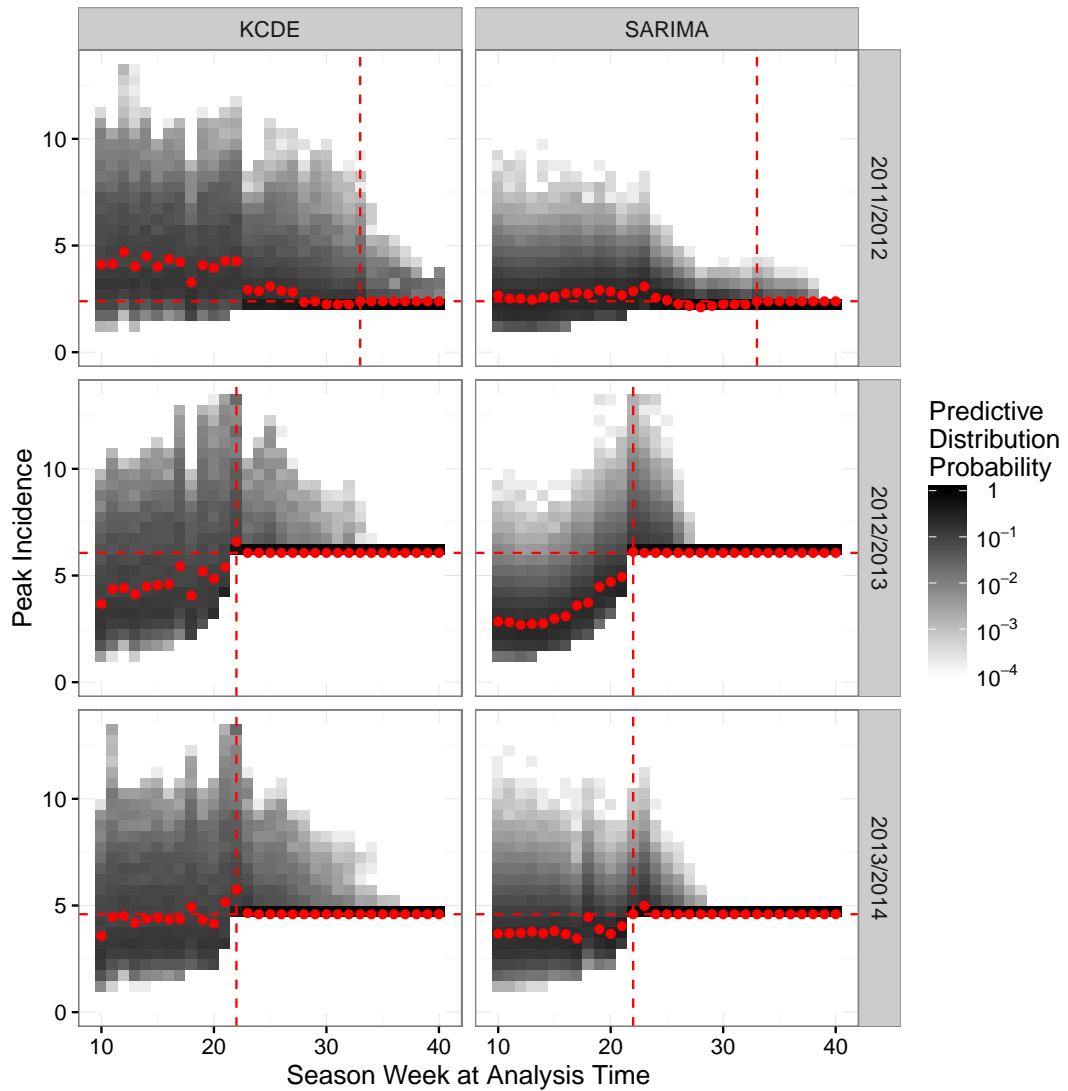 KCDE
SARIMA
10
5
0
2011/2012
10
5
0
2012/2013
10
5
0
2013/2014
10 20 30 40
10 20 30 40
Peak Incidence
Season Week at Analysis Time
Predictive
Distribution
Probability
1
10⁻¹
10⁻²
10⁻³
10⁻⁴